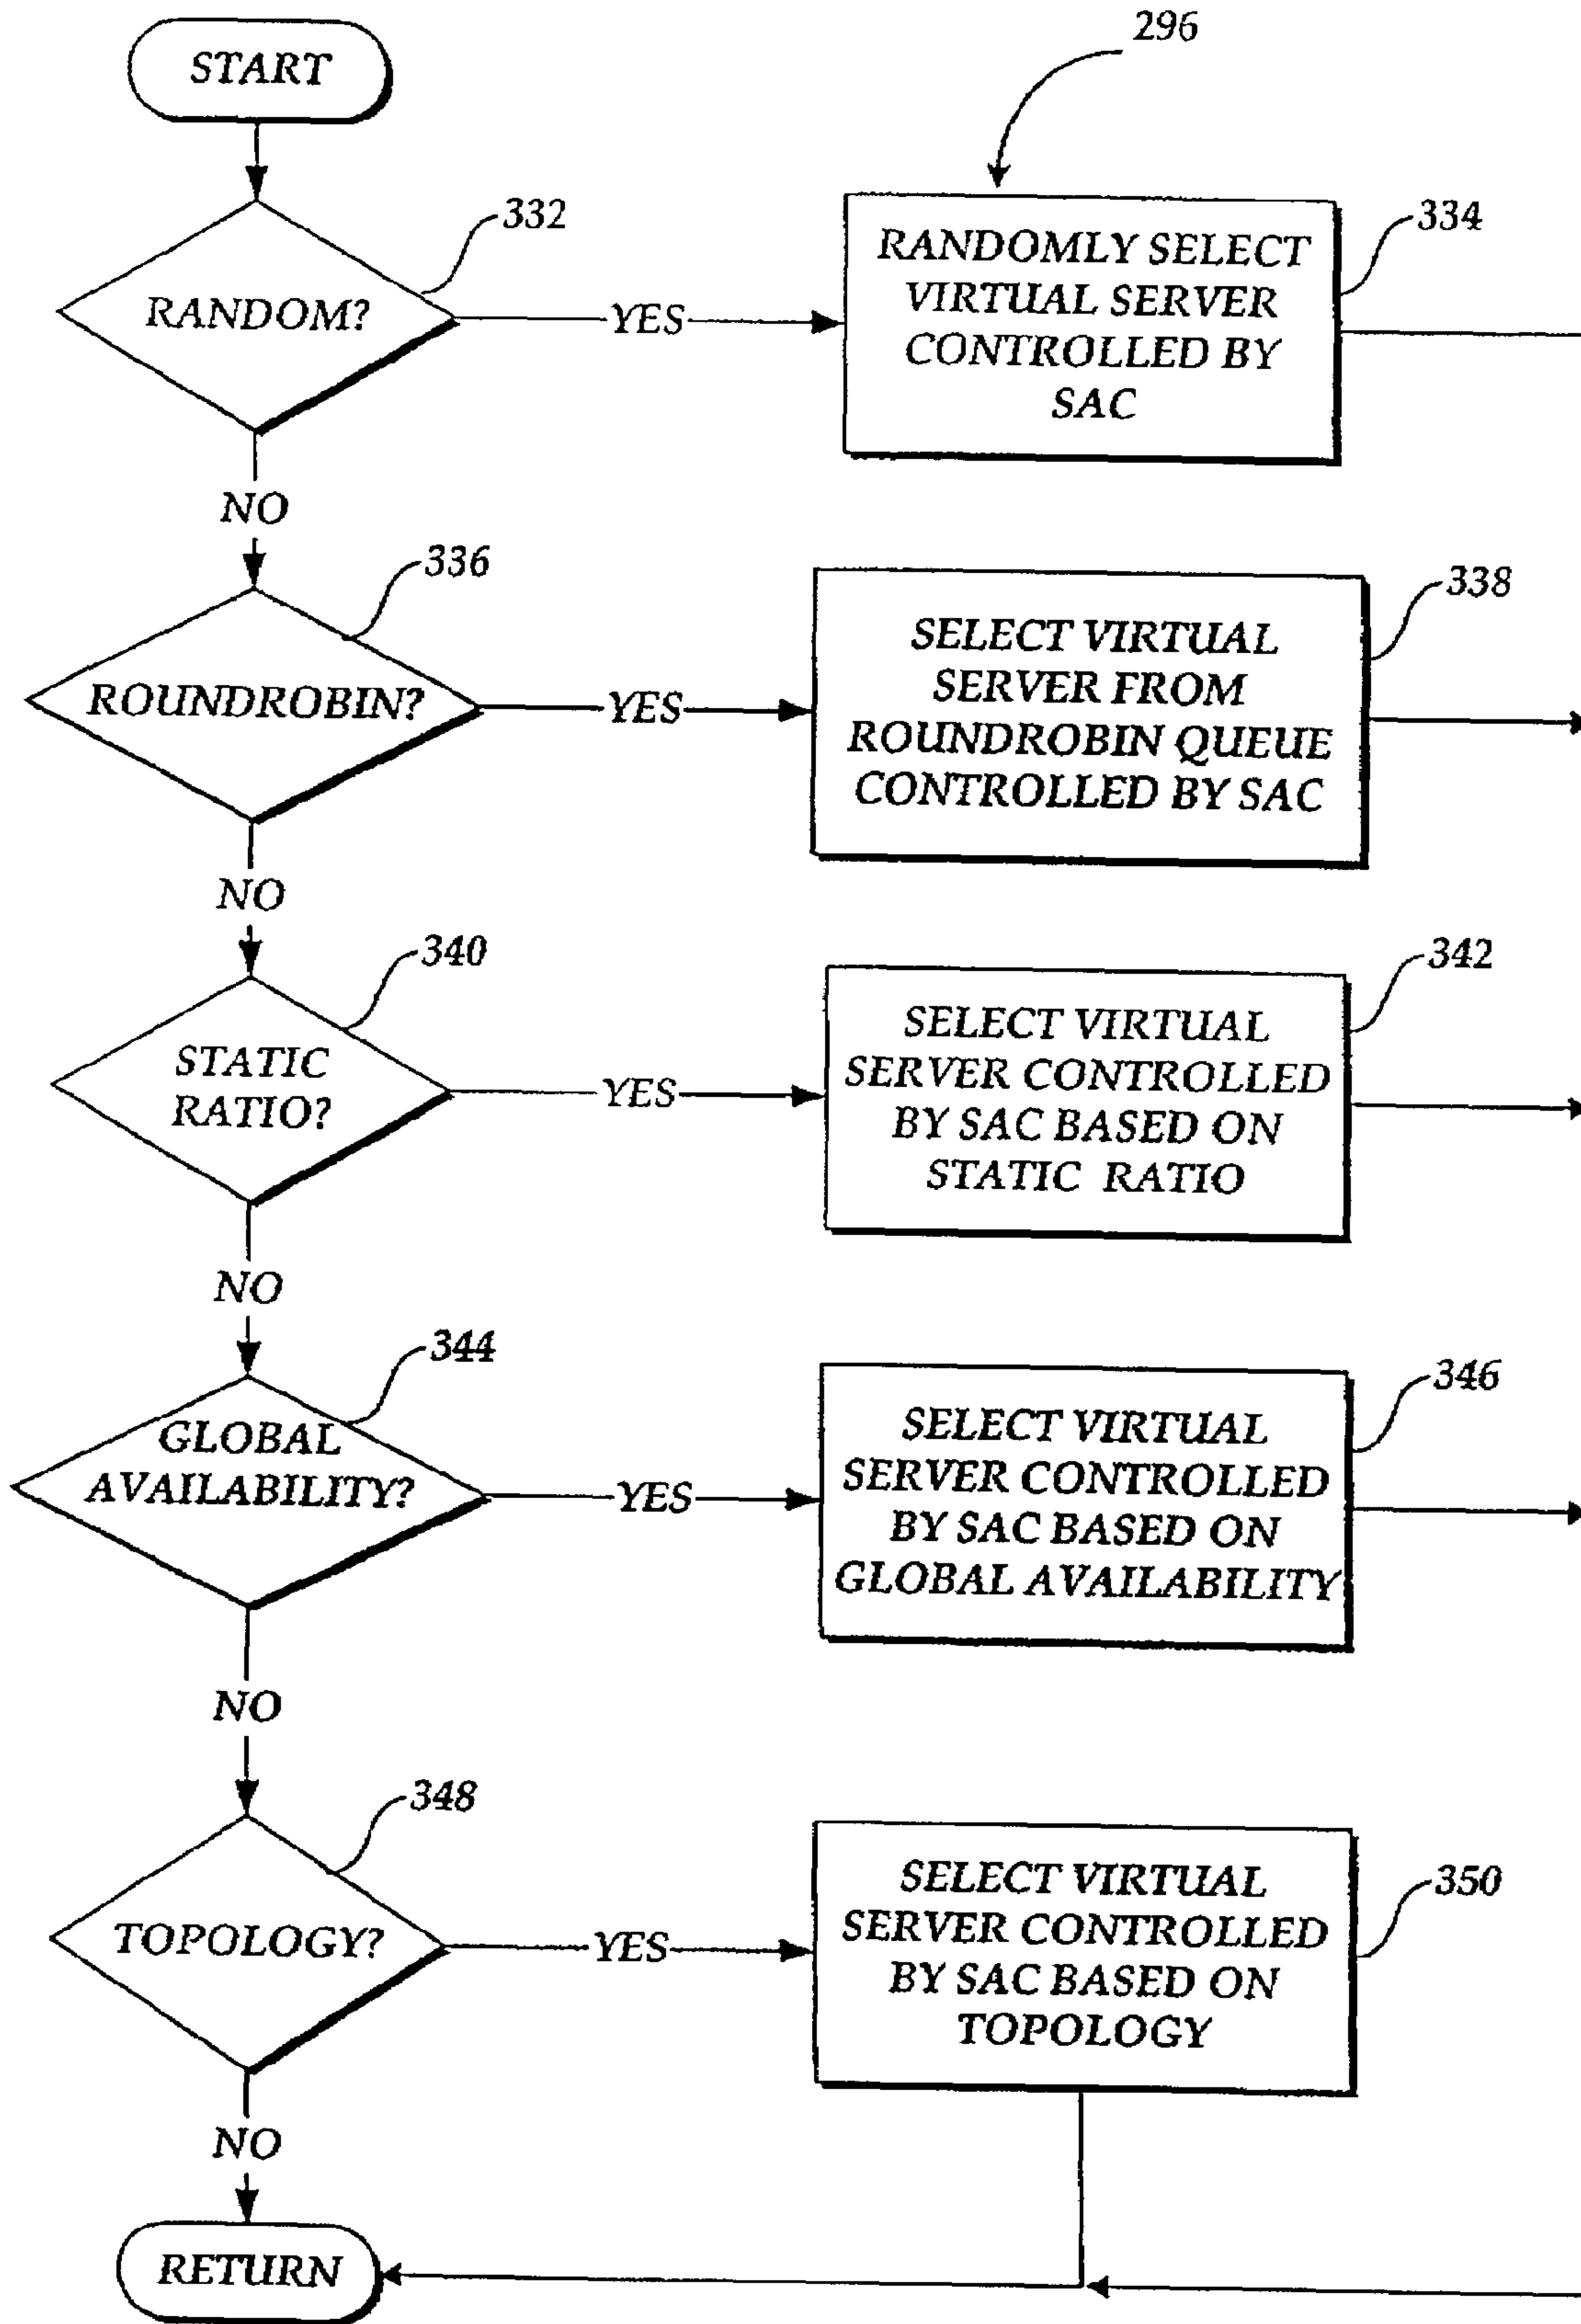 START
296
332
RANDOM?
YES
RANDOMLY SELECT
VIRTUAL SERVER
CONTROLLED BY
SAC
334
NO
336
ROUNDROBIN?
YES
SELECT VIRTUAL
SERVER FROM
ROUNDROBIN QUEUE
CONTROLLED BY SAC
338
NO
340
STATIC
RATIO?
YES
SELECT VIRTUAL
SERVER CONTROLLED
BY SAC BASED ON
STATIC RATIO
342
NO
344
GLOBAL
AVAILABILITY?
YES
SELECT VIRTUAL
SERVER CONTROLLED
BY SAC BASED ON
GLOBAL AVAILABILITY
346
NO
348
TOPOLOGY?
YES
SELECT VIRTUAL
SERVER CONTROLLED
BY SAC BASED ON
TOPOLOGY
350
NO
RETURN